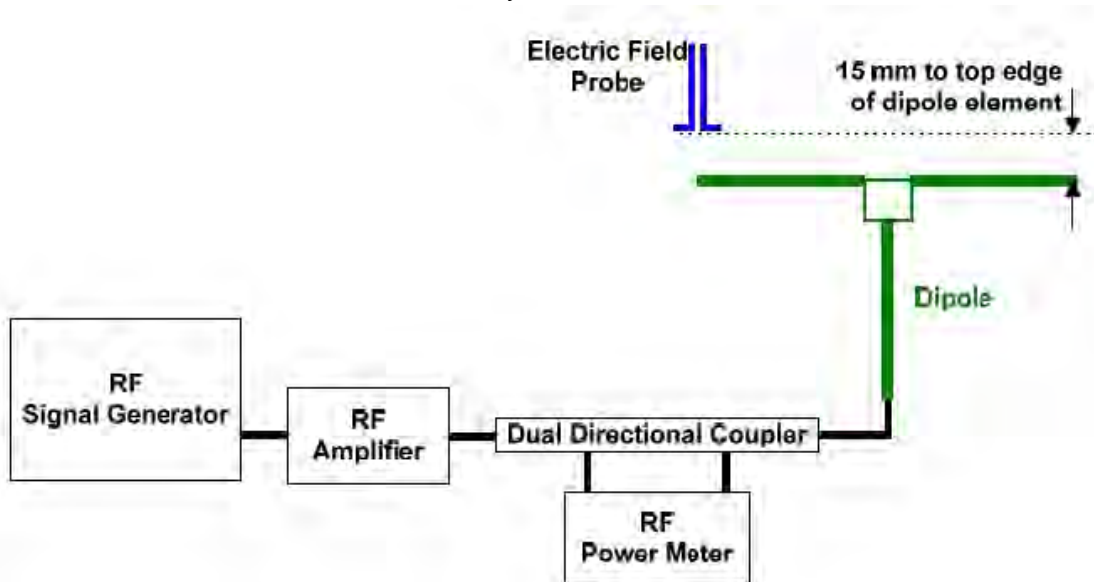 Electric Field
Probe
15 mm to top edge
of dipole element
Dipole
RF
Signal Generator
RF
Amplifier
Dual Directional Coupler
RF
Power Meter